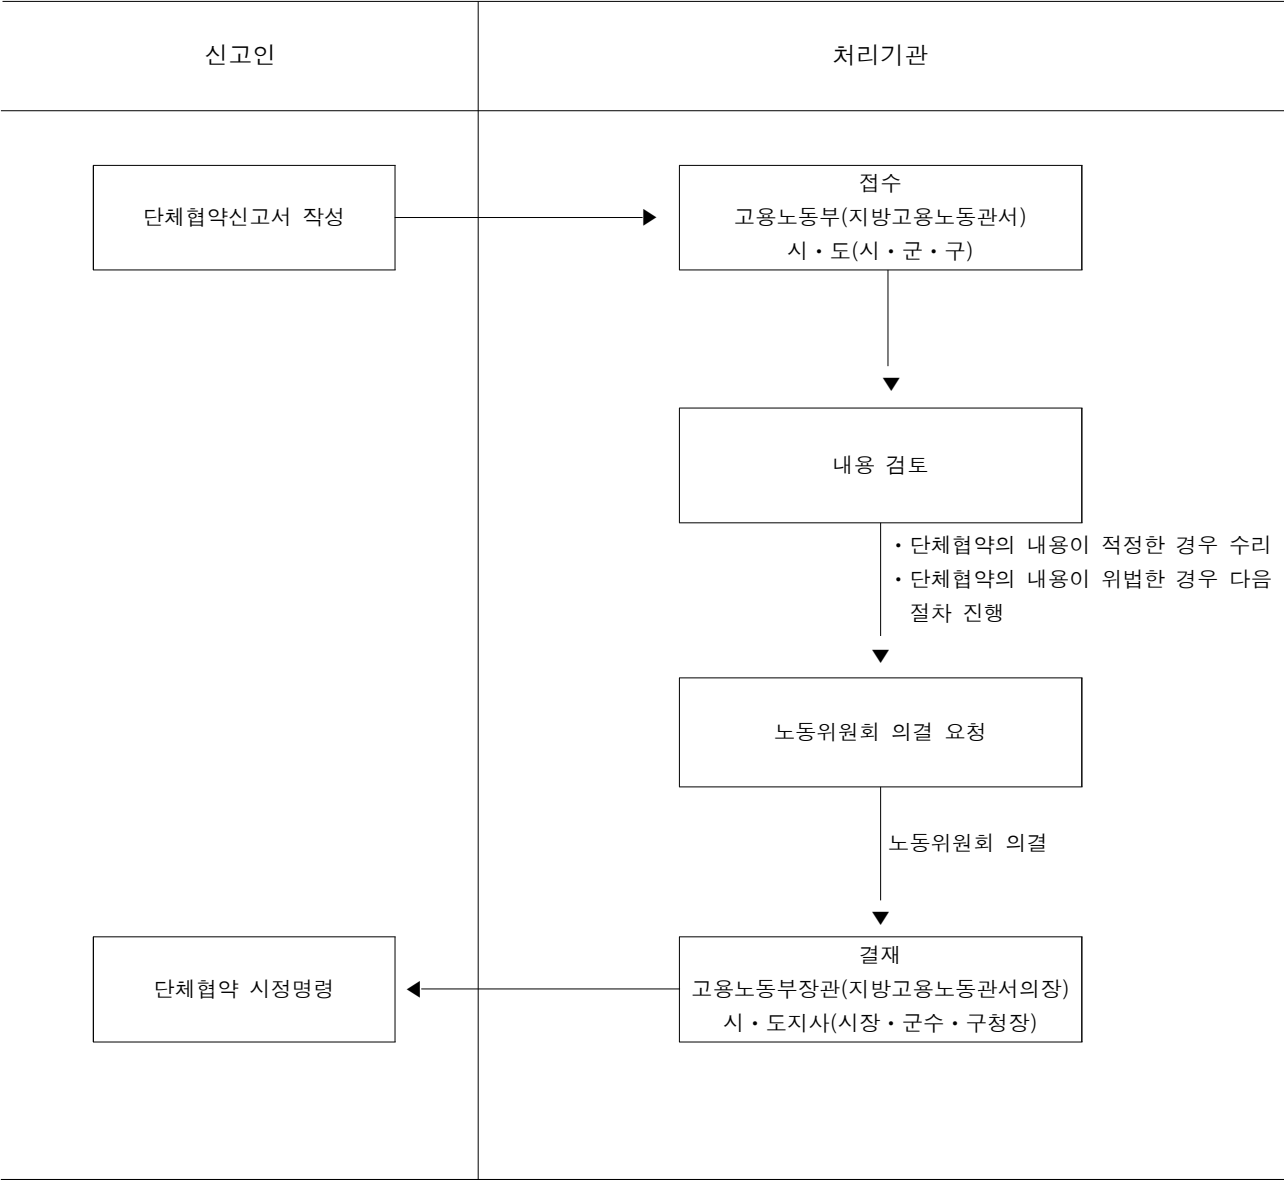 신고인
처리기관
단체협약신고서 작성
접수
고용노동부(지방고용노동관서)
시・도(시・군・구)
내용 검토
・단체협약의 내용이 적정한 경우 수리
・단체협약의 내용이 위법한 경우 다음
절차 진행
노동위원회 의결 요청
노동위원회 의결
단체협약 시정명령
결재
고용노동부장관(지방고용노동관서의장)
시・도지사(시장・군수・구청장)